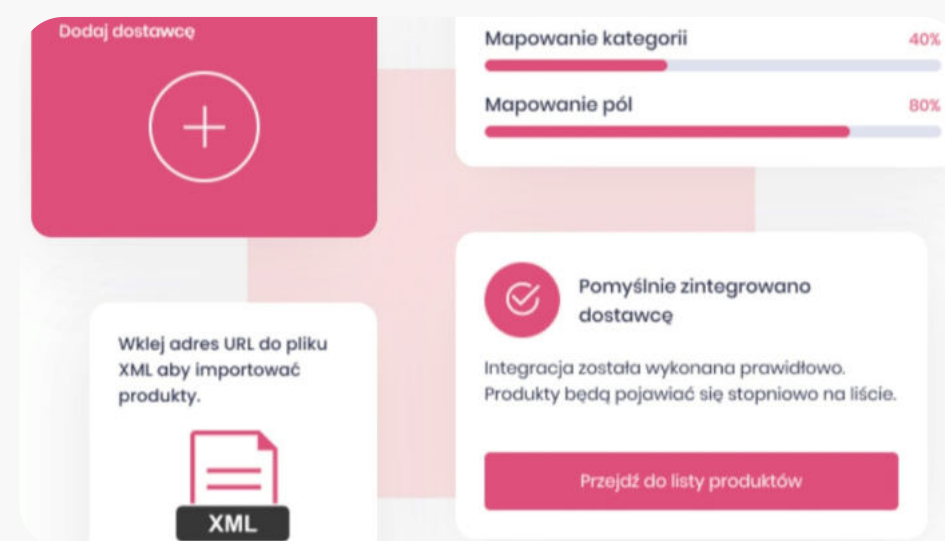 Dodaj dostawcę
Mapowanie kategorii 40%
Mapowanie pól 80%
Pomyślnie zintegrowano
dostawcę
Integracja została wykonana prawidłowo.
Produkty będą pojawiać się stopniowo na liście.
Przejdź do listy produktów
Wklej adres URL do pliku
XML aby importować
produkty.
XML